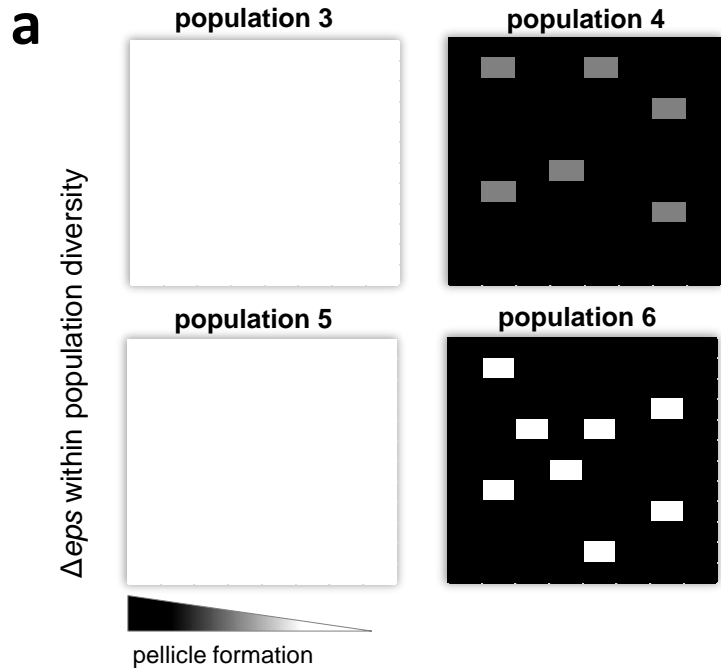 a
population 3
population 4
Δeps within population diversity
population 5
population 6
pellicle formation